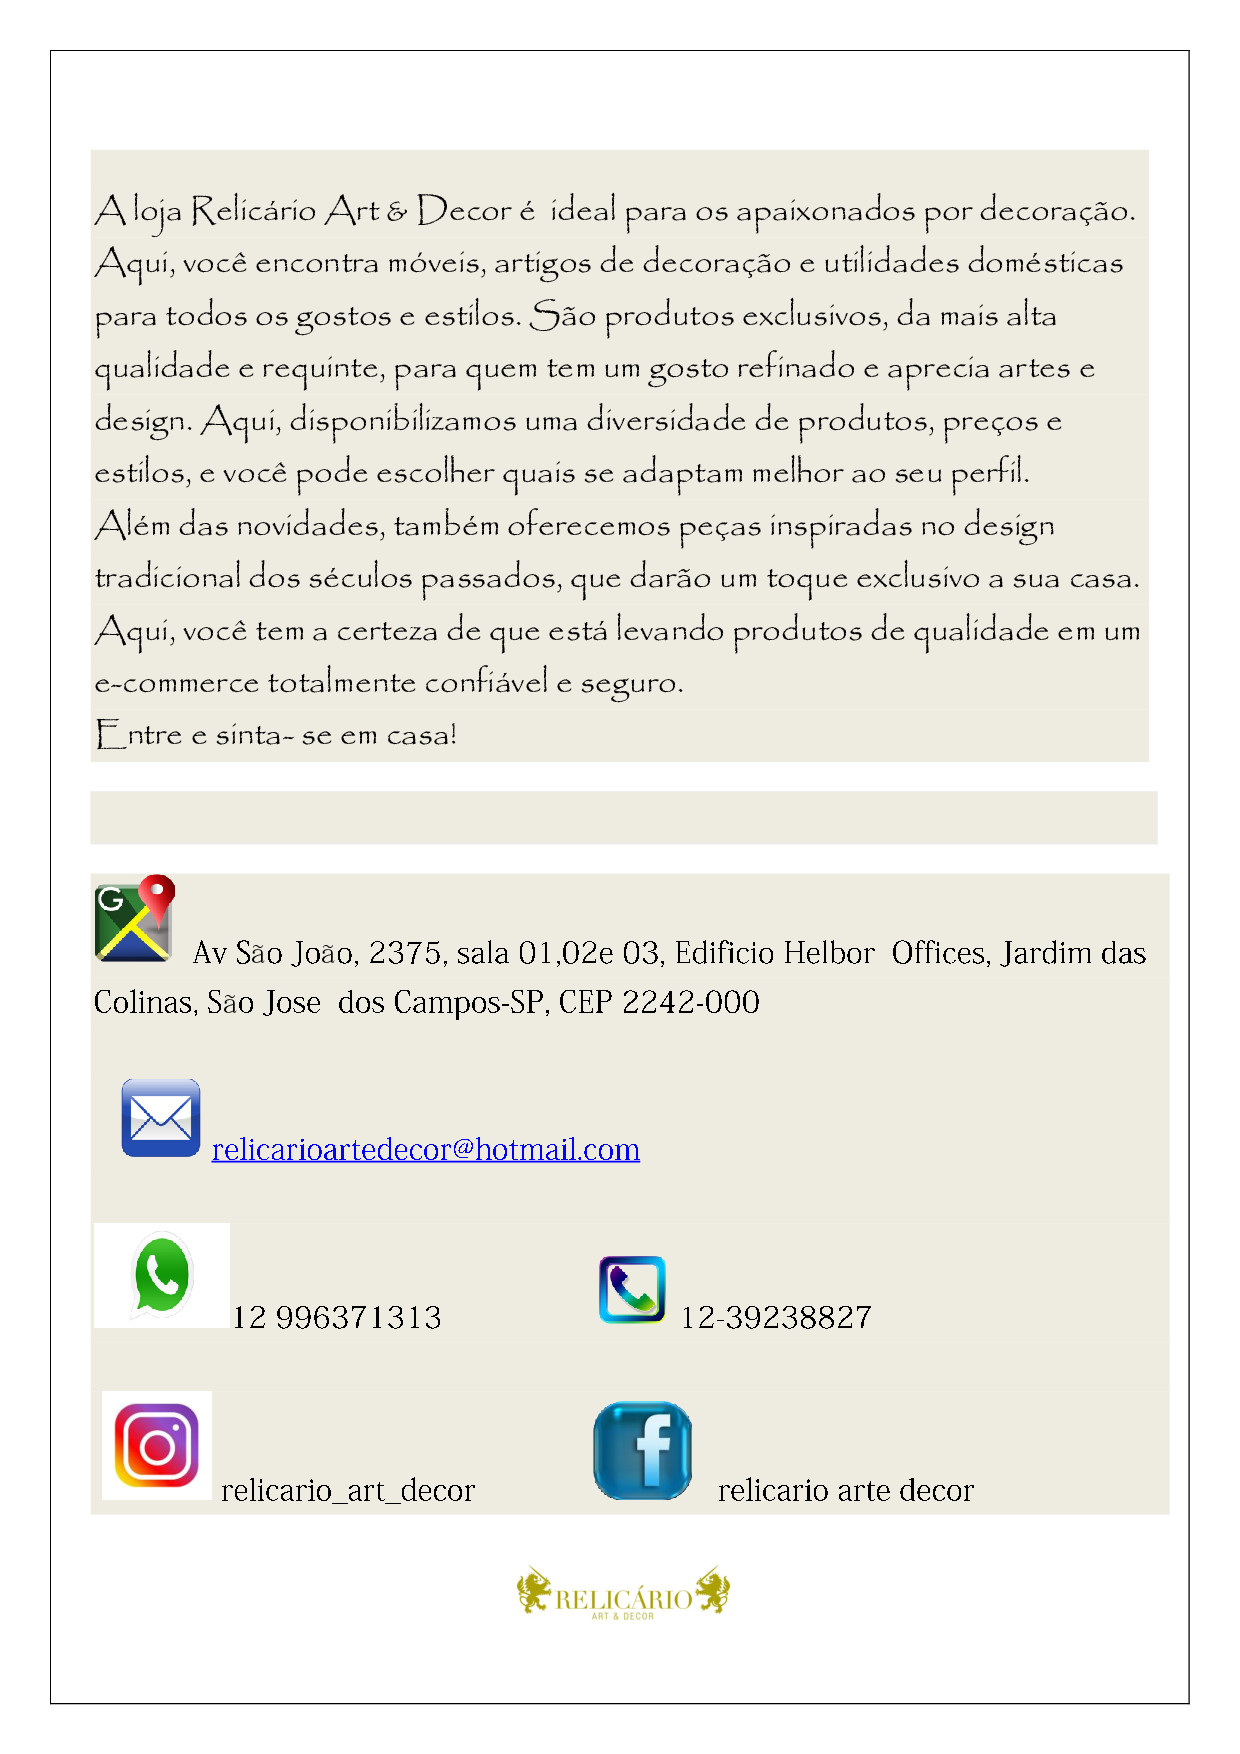 A loja Relicário Art & Decor é ideal para os apaixonados por decoração.
Aqui, você encontra móveis, artigos de decoração e utilidades domésticas
para todos os gostos e estilos. São produtos exclusivos, da mais alta
qualidade e requinte, para quem tem um gosto refinado e aprecia artes e
design. Aqui, disponibilizamos uma diversidade de produtos, preços e
estilos, e você pode escolher quais se adaptam melhor ao seu perfil.
Além das novidades, também oferecemos peças inspiradas no design
tradicional dos séculos passados, que darão um toque exclusivo a sua casa.
Aqui, você tem a certeza de que está levando produtos de qualidade em um
e-commerce totalmente confiável e seguro.
Entre e sinta- se em casa!
G
Av São João, 2375, sala 01,02e 03, Edificio Helbor Offices, Jardim das
Colinas, São Jose dos Campos-SP, CEP 2242-000
relicarioartedecor@hotmail.com
12 996371313 12-39238827
relicario_art_decor f relicario arte decor
RELICÁRIO
ART & DECOR